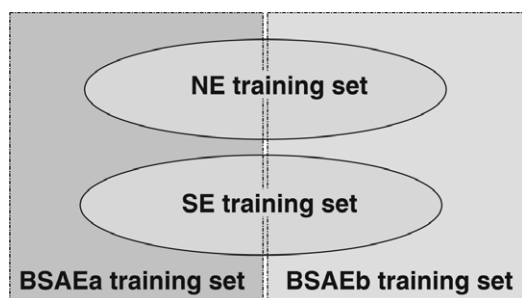 NE training set
SE training set
BSAEa training set
BSAEb training set